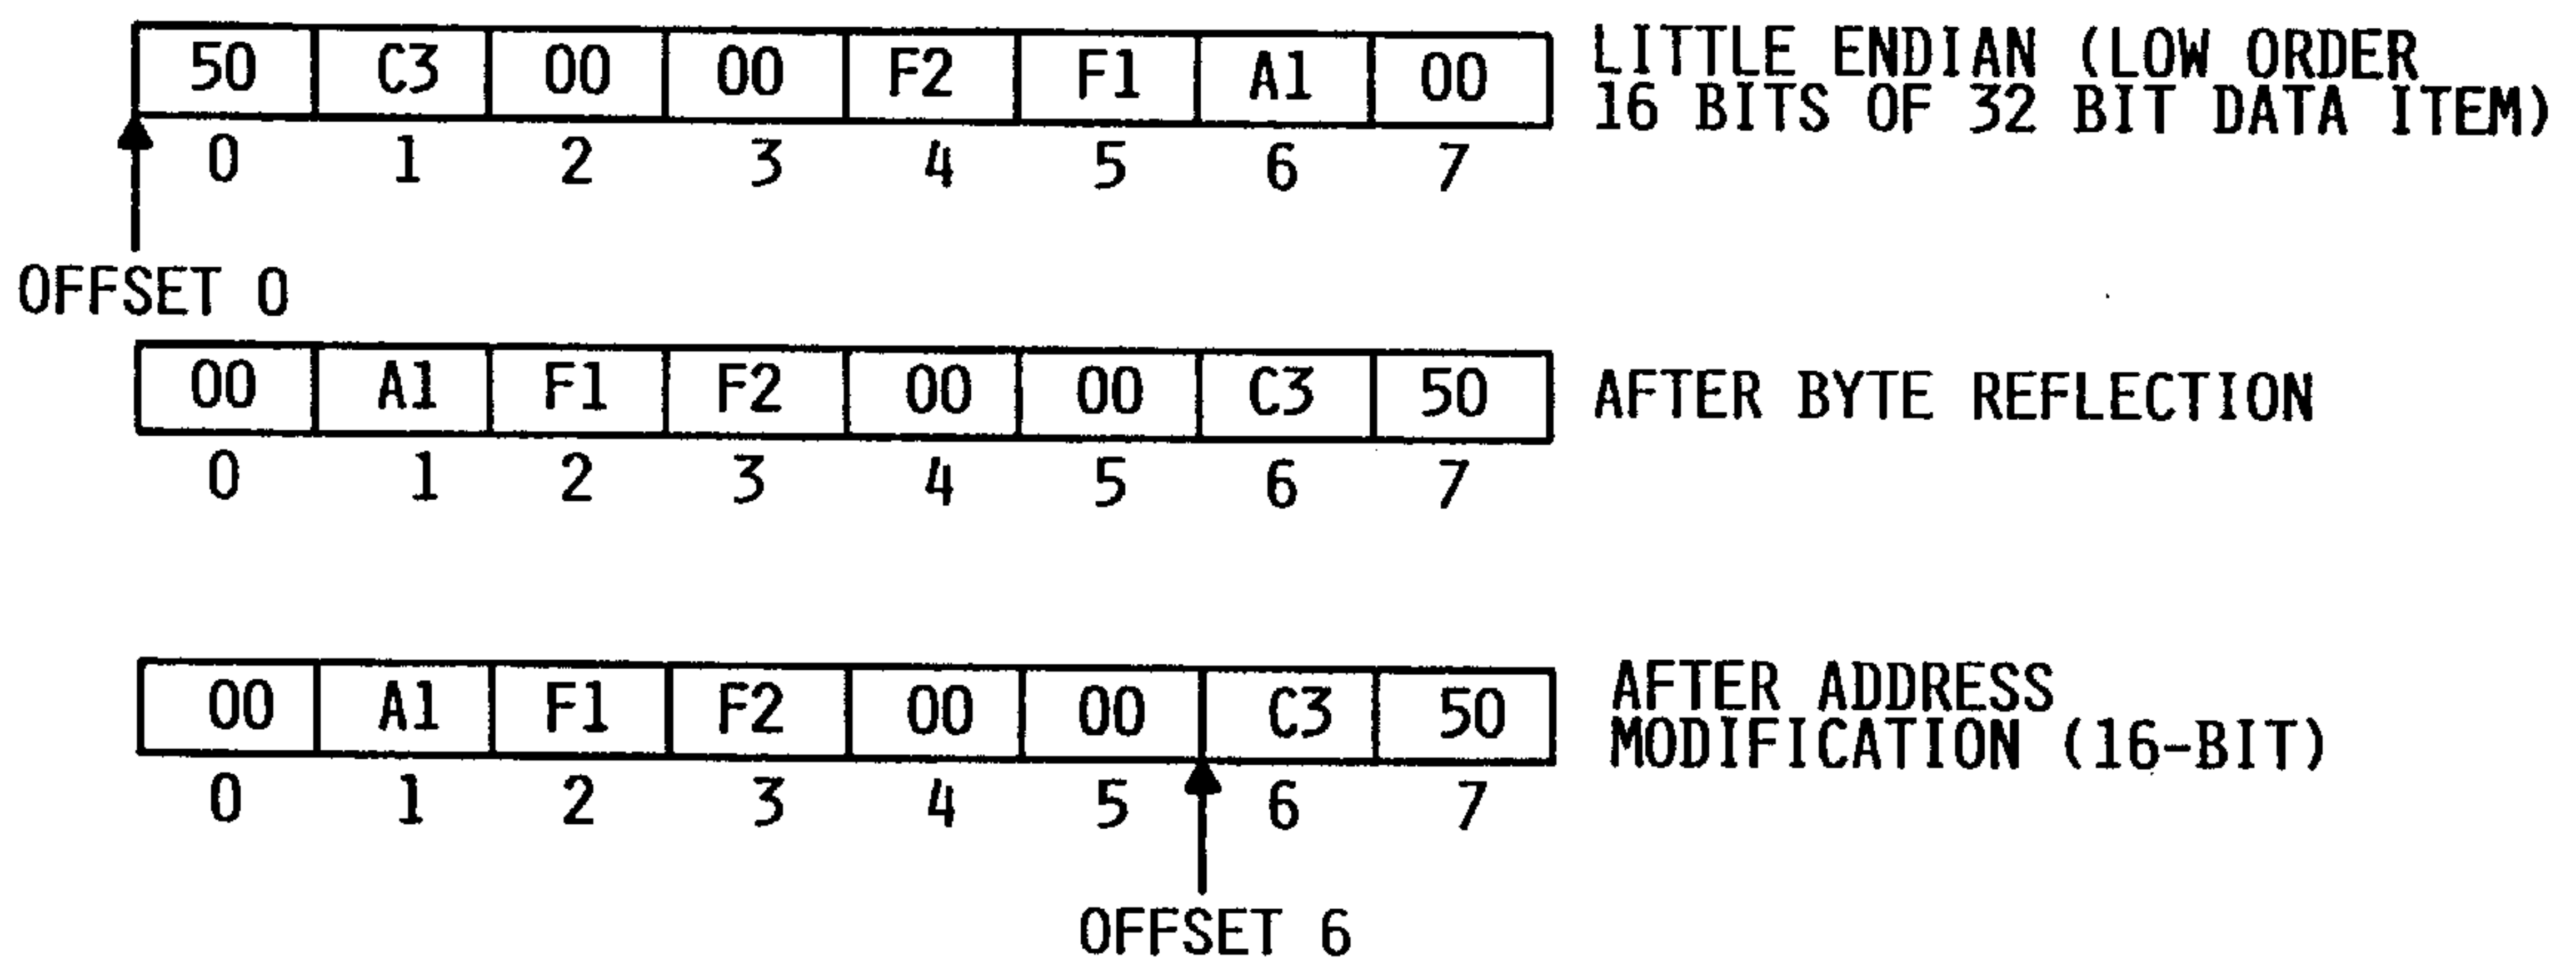 50 C3 00 00 F2 F1 A1 00
LITTLE ENDIAN (LOW ORDER
16 BITS OF 32 BIT DATA ITEM)
0 1 2 3 4 5 6 7
OFFSET 0
00 A1 F1 F2 00 00 C3 50
AFTER BYTE REFLECTION
0 1 2 3 4 5 6 7
00 A1 F1 F2 00 00 C3 50
AFTER ADDRESS
MODIFICATION (16-BIT)
0 1 2 3 4 5 6 7
OFFSET 6